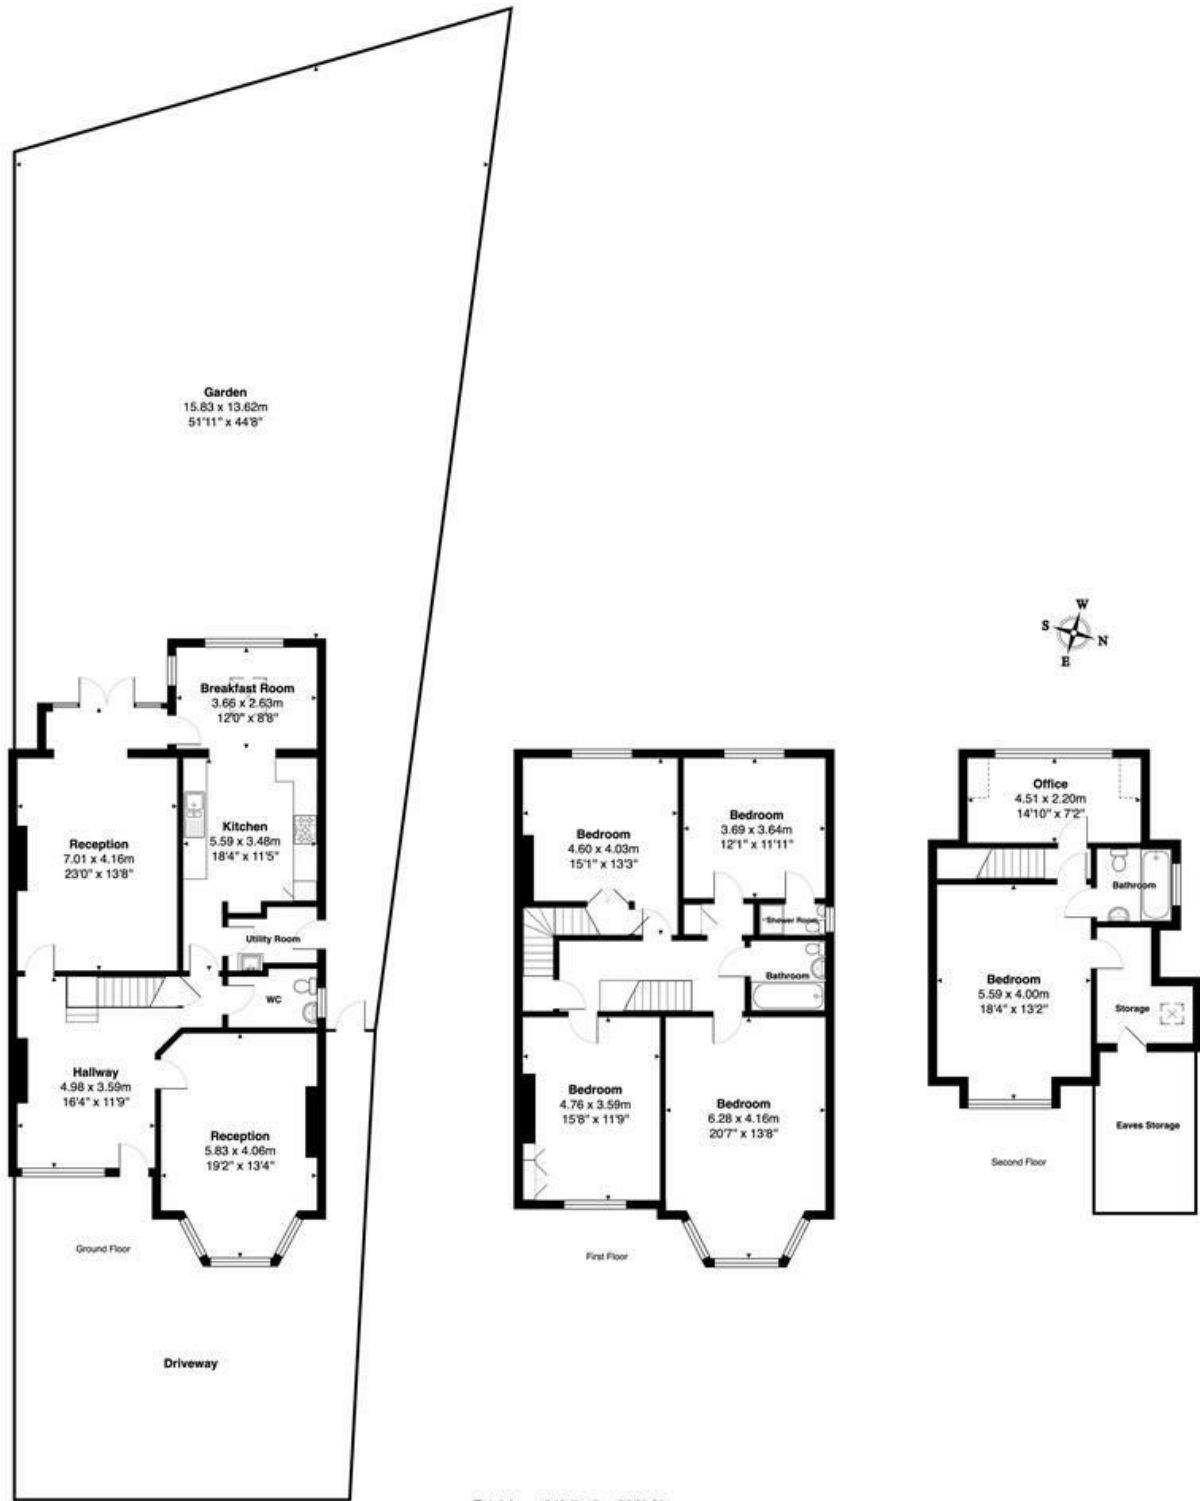 Garden
15.83 x 13.62m
51'11" x 44'8"
W
S
N
E
Breakfast Room
3.66 x 2.63m
12'0" x 8'8"
Kitchen
5.59 x 3.48m
18'4" x 11'5"
Reception
7.01 x 4.16m
23'0" x 13'8"
Utility Room
WC
Hallway
4.98 x 3.59m
16'4" x 11'9"
Reception
5.83 x 4.06m
19'2" x 13'4"
Ground Floor
Driveway
Bedroom
4.60 x 4.03m
15'1" x 13'3"
Bedroom
3.69 x 3.64m
12'1" x 11'11"
Shower Room
Bathroom
Bedroom
4.76 x 3.59m
15'8" x 11'9"
Bedroom
6.28 x 4.16m
20'7" x 13'8"
First Floor
Office
4.51 x 2.20m
14'10" x 7'2"
Bathroom
Bedroom
5.59 x 4.00m
18'4" x 13'2"
Storage
Eaves Storage
Second Floor